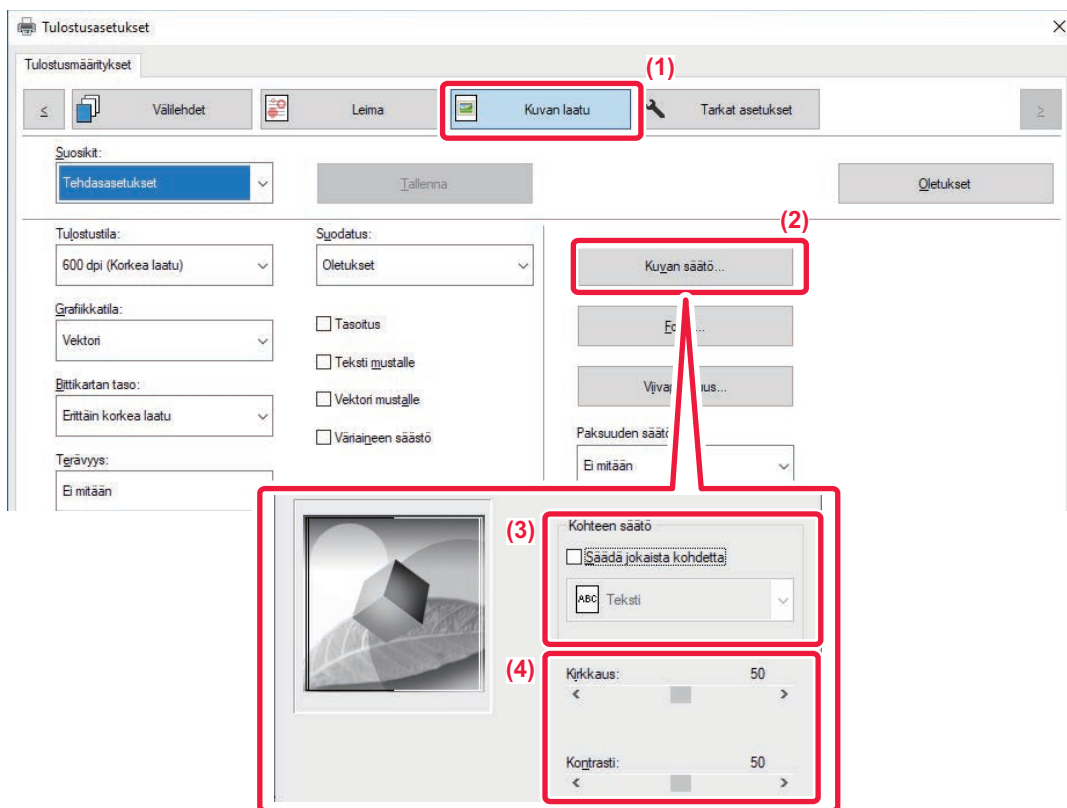 Tulostusasetukset
Tulostusmääritykset
(1)
<
Välilehdet
Leima
Kuvan laatu
Tarkat asetukset
>
Suosikit:
Tehdasasetukset
Tallenna
Oletukset
(2)
Tulostustila:
600 dpi (Korkea laatu)
Suodatus:
Oletukset
Kuvan säätö...
Grafiikkatila:
Vektori
Tasoitus
Teksti mustalle
Bittikartan taso:
Erittäin korkea laatu
Vektori mustalle
Väriaineen säästö
Paksuuden säätö
Ei mitään
Terävyys:
Ei mitään
(3)
Kohteen säätö
Säädä jokaista kohdetta
ABC Teksti
(4)
Kirkkaus: 50
< >
Kontrasti: 50
< >